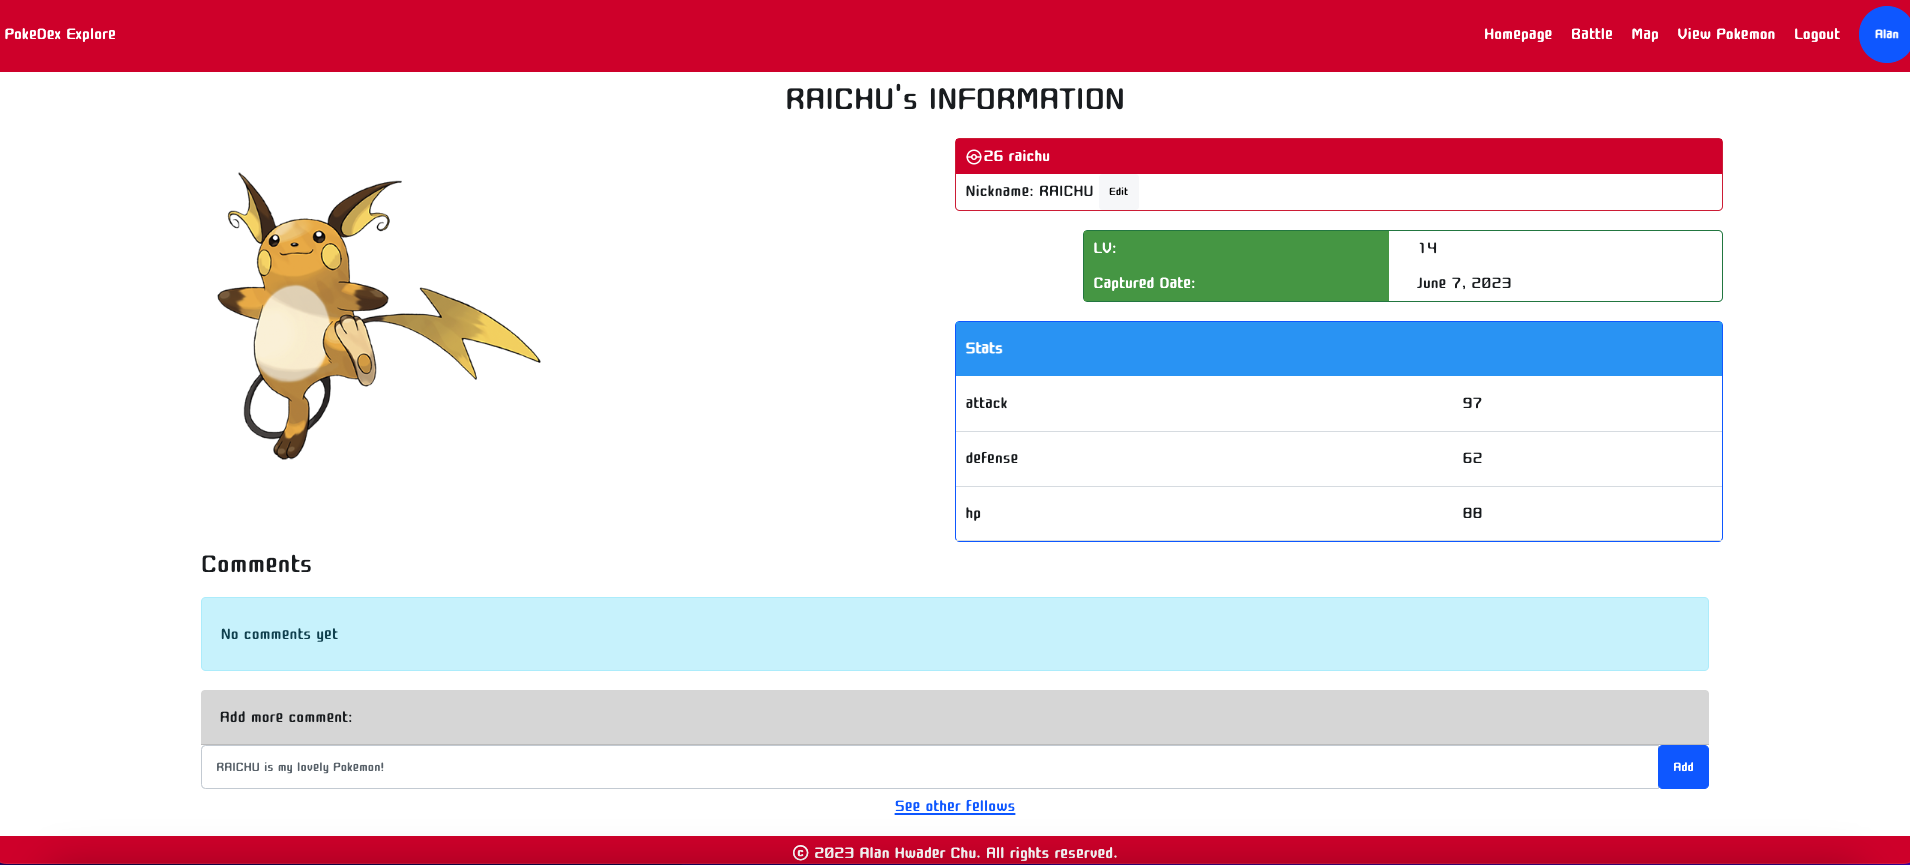 PokeDex Explore
Homepage Battle Map View Pokemon Logout Alan
RAICHU's INFORMATION
26 raichu
Nickname: RAICHU Edit
LV: 14
Captured Date: June 7, 2023
Stats
attack 97
defense 62
hp 88
Comments
No comments yet
Add more comment:
RAICHU is my lovely Pokemon! Add
See other fellows
© 2023 Alan Hwader Chu. All rights reserved.